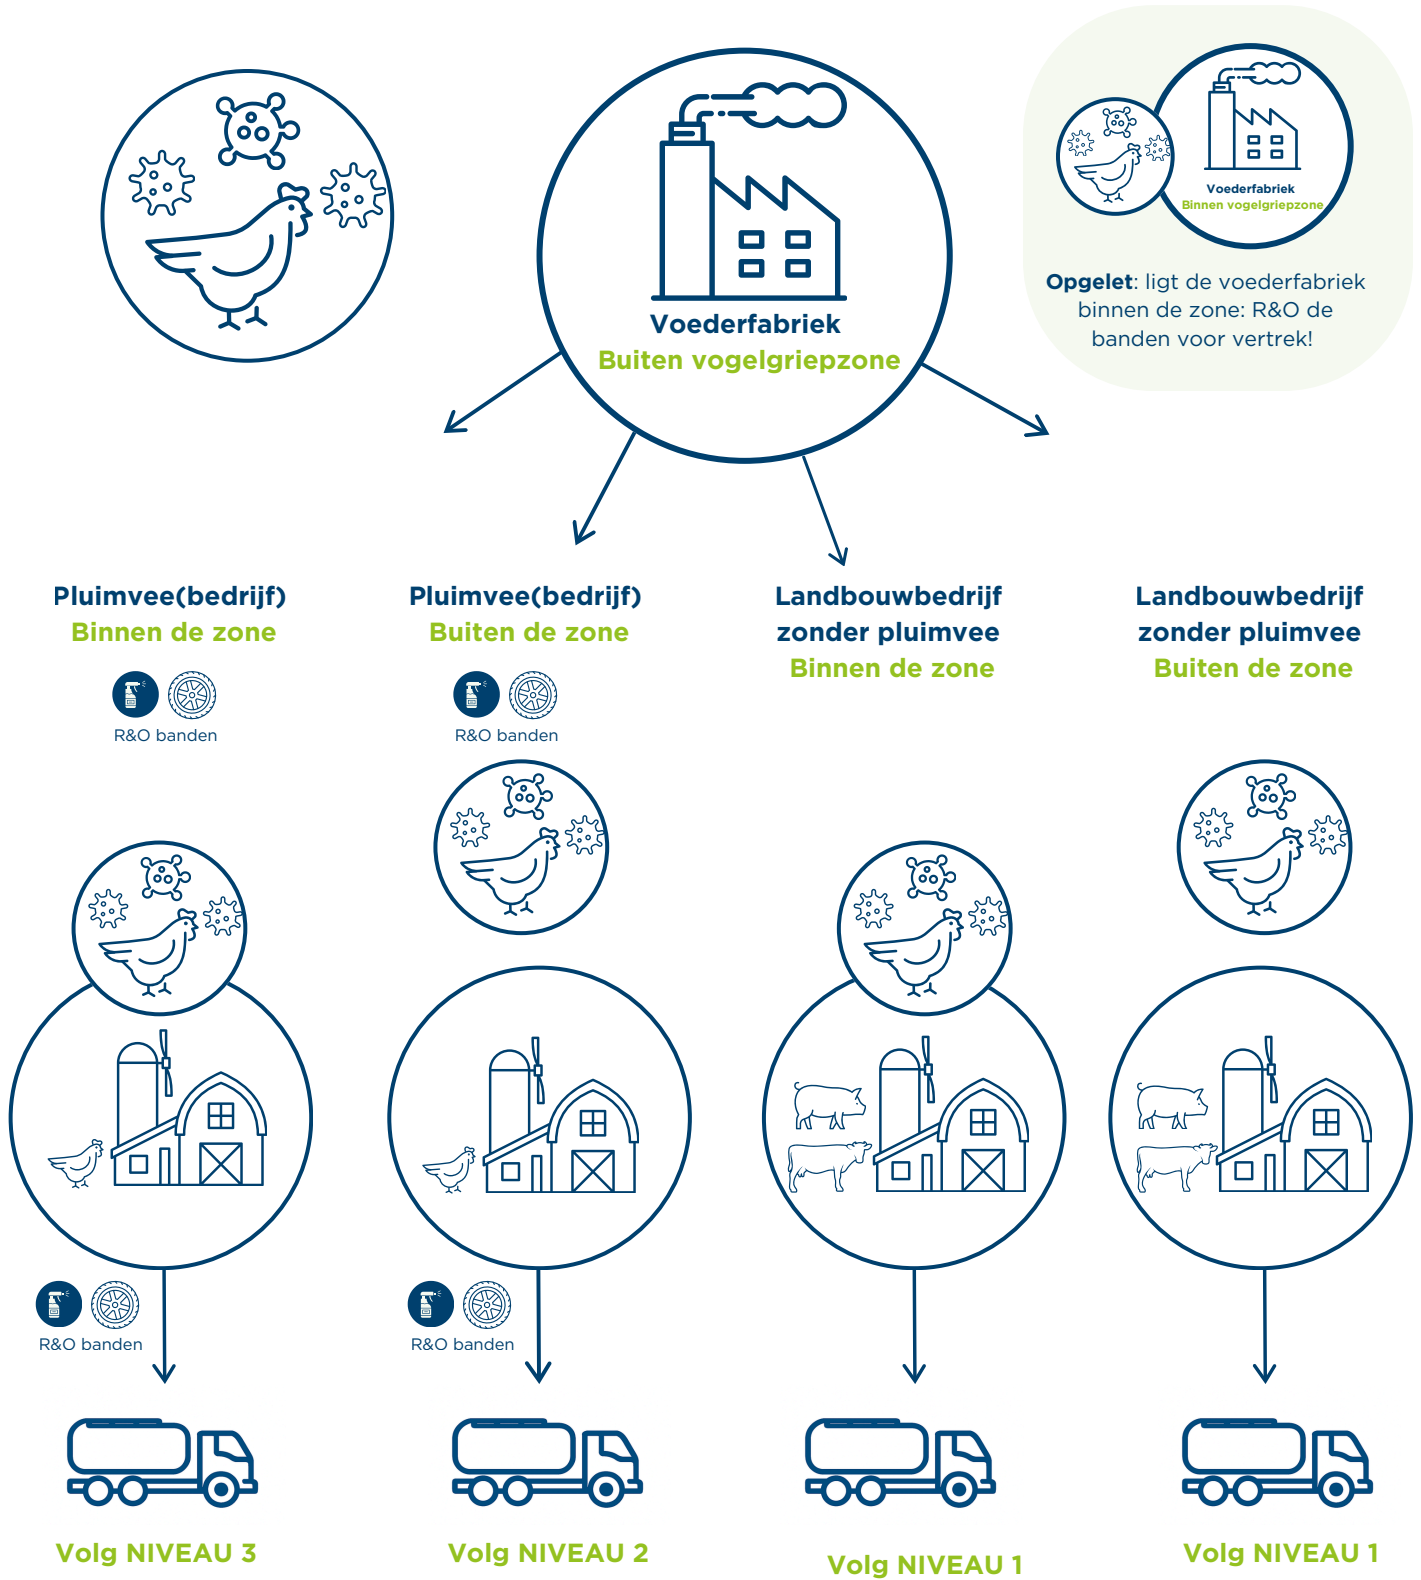 Voederfabriek
Buiten vogelgriepzone
Voederfabriek
Binnen vogelgriepzone
Opgelet: ligt de voederfabriek
binnen de zone: R&O de
banden voor vertrek!
Pluimvee(bedrijf)
Binnen de zone
R&O banden
Pluimvee(bedrijf)
Buiten de zone
R&O banden
Landbouwbedrijf
zonder pluimvee
Binnen de zone
Landbouwbedrijf
zonder pluimvee
Buiten de zone
R&O banden
R&O banden
Volg NIVEAU 3
Volg NIVEAU 2
Volg NIVEAU 1
Volg NIVEAU 1